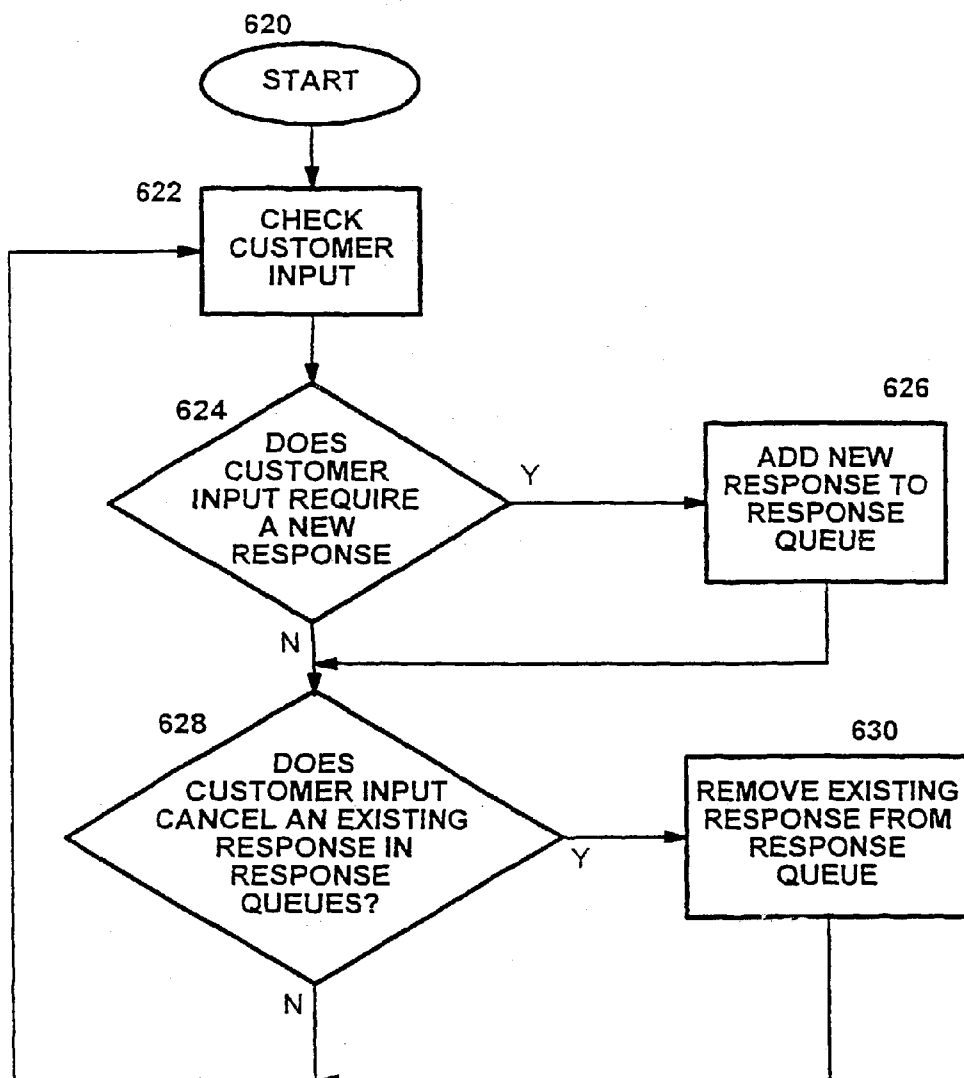 620
START
622
CHECK
CUSTOMER
INPUT
624
DOES
CUSTOMER
INPUT REQUIRE
A NEW
RESPONSE
Y
626
ADD NEW
RESPONSE TO
RESPONSE
QUEUE
N
628
DOES
CUSTOMER INPUT
CANCEL AN EXISTING
RESPONSE IN
RESPONSE
QUEUES?
Y
630
REMOVE EXISTING
RESPONSE FROM
RESPONSE
QUEUE
N